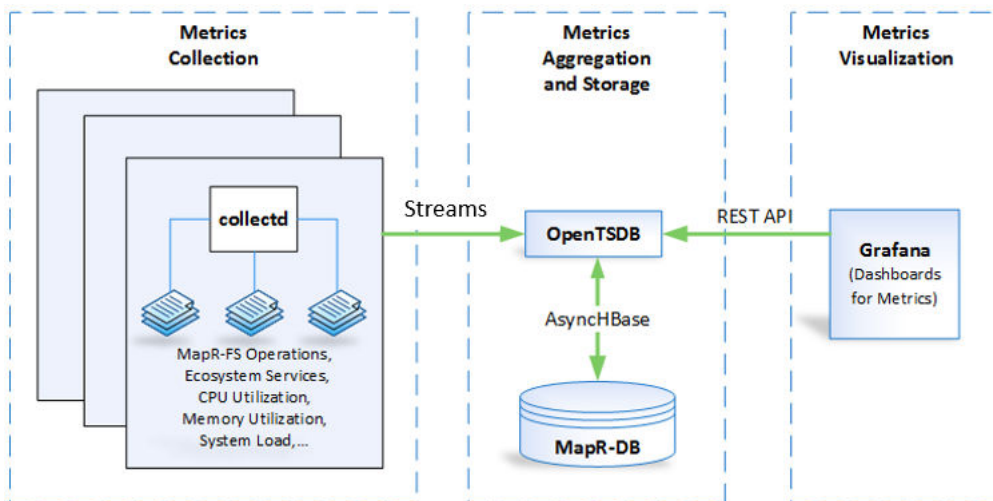 Metrics
Collection
collectd
MapR-FS Operations,
Ecosystem Services,
CPU Utilization,
Memory Utilization,
System Load,...
Streams
Metrics
Aggregation
and Storage
OpenTSDB
AsyncHBase
MapR-DB
REST API
Metrics
Visualization
Grafana
(Dashboards
for Metrics)